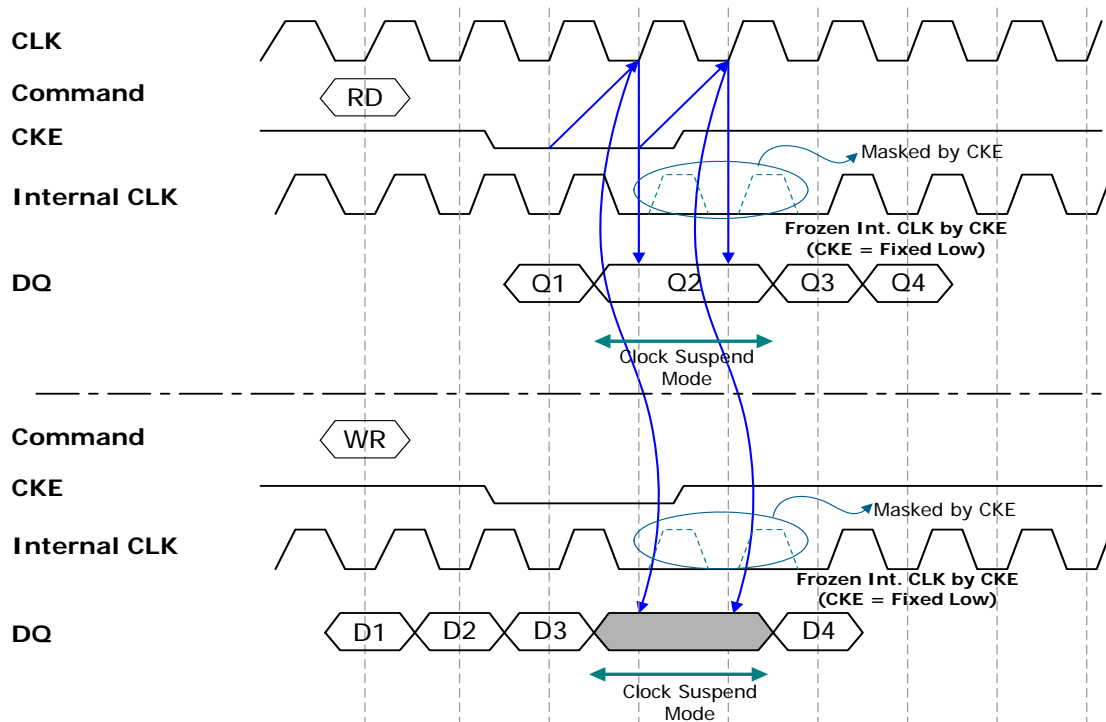 CLK
Command
RD
CKE
Masked by CKE
Internal CLK
Frozen Int. CLK by CKE
(CKE = Fixed Low)
DQ
Q1
Q2
Q3
Q4
Clock Suspend
Mode
Command
WR
CKE
Masked by CKE
Internal CLK
Frozen Int. CLK by CKE
(CKE = Fixed Low)
DQ
D1
D2
D3
D4
Clock Suspend
Mode